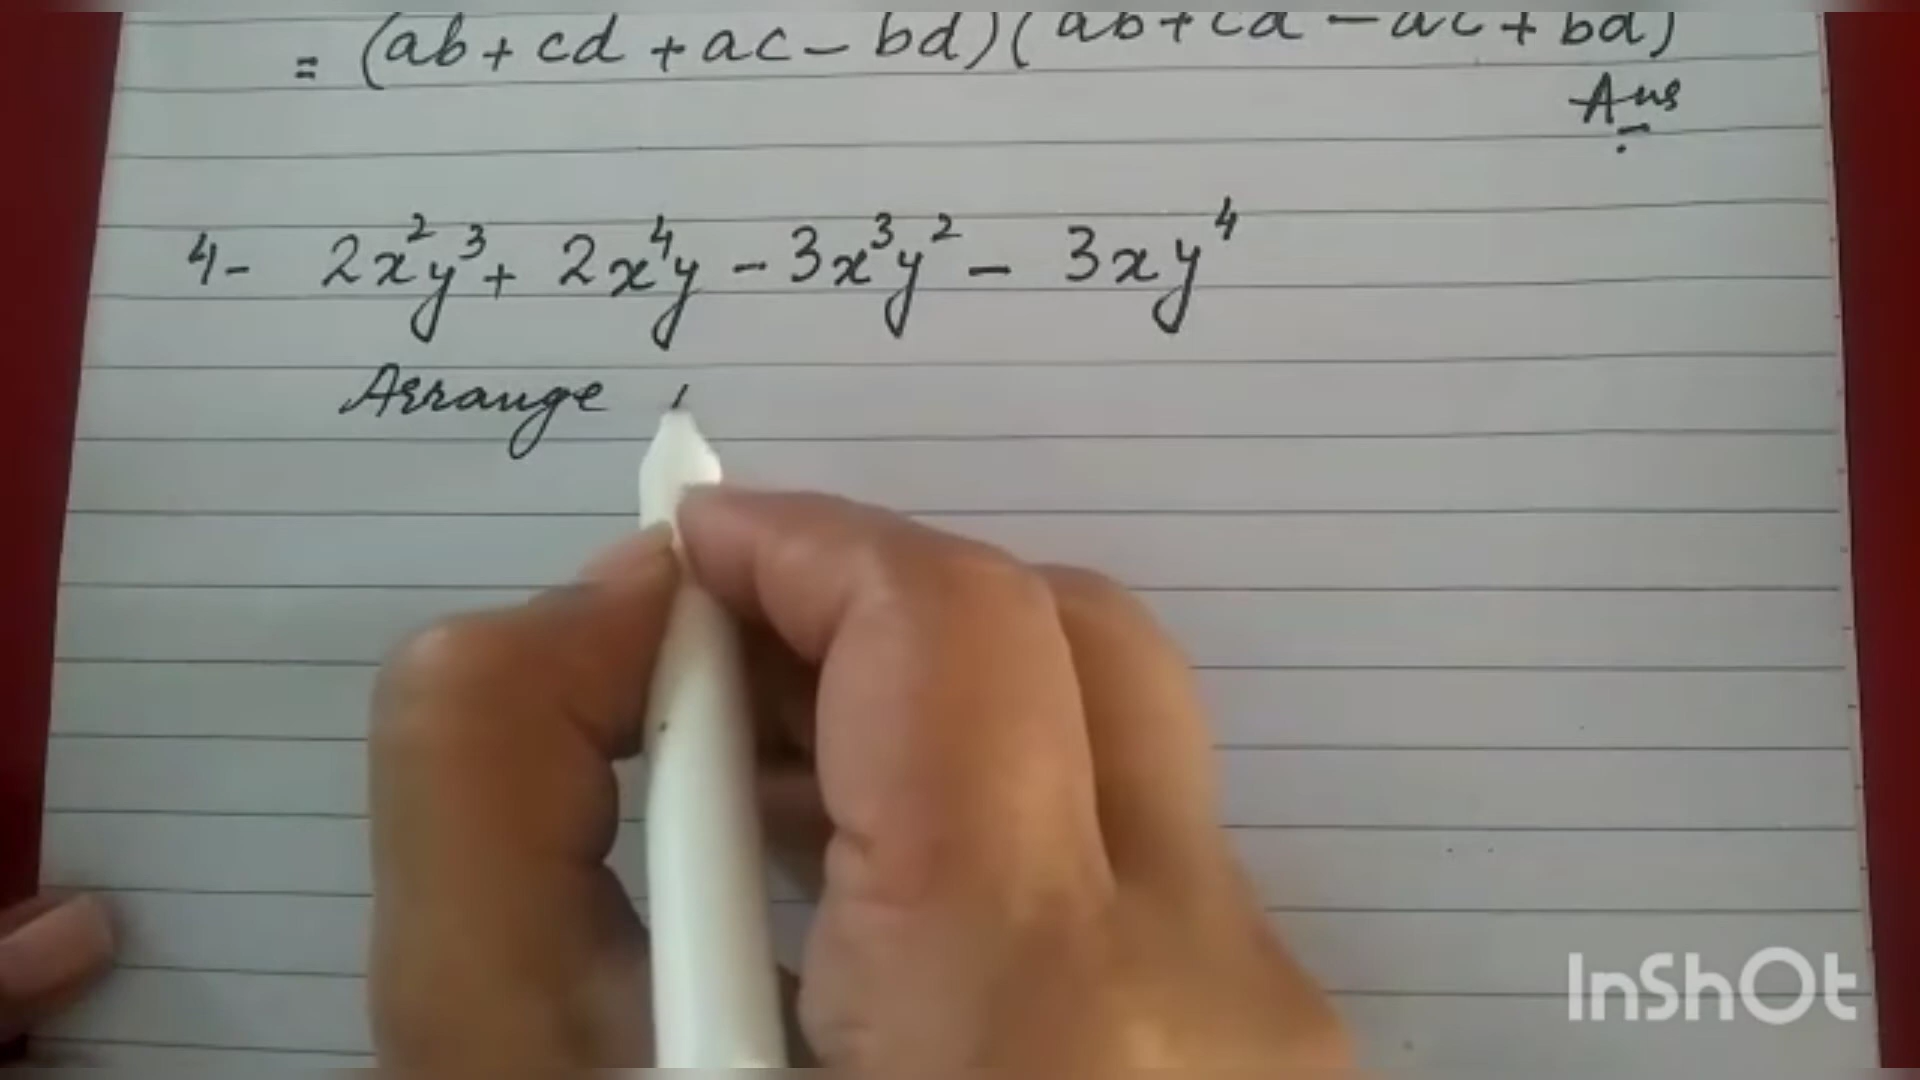 = (ab + cd + ac - bd) (ab + cd - ac + bd)
Ans
4- 2x²y³ + 2x⁴y - 3x³y² - 3xy⁴
Arrange
InShOt